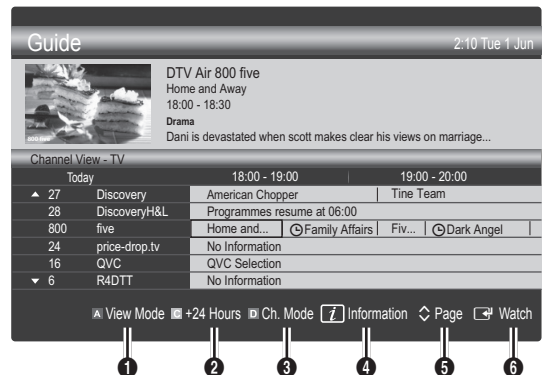 Guide
2:10 Tue 1 Jun
DTV Air 800 five
Home and Away
18:00 - 18:30
Drama
Dani is devastated when scott makes clear his views on marriage...
800 five
Channel View - TV
Today 18:00 - 19:00 19:00 - 20:00
▲ 27 Discovery American Chopper Tine Team
28 DiscoveryH&L Programmes resume at 06:00
800 five Home and... Family Affairs Fiv... Dark Angel
24 price-drop.tv No Information
16 QVC QVC Selection
▼ 6 R4DTT No Information
A View Mode C +24 Hours D Ch. Mode i Information Page Watch
1 2 3 4 5 6